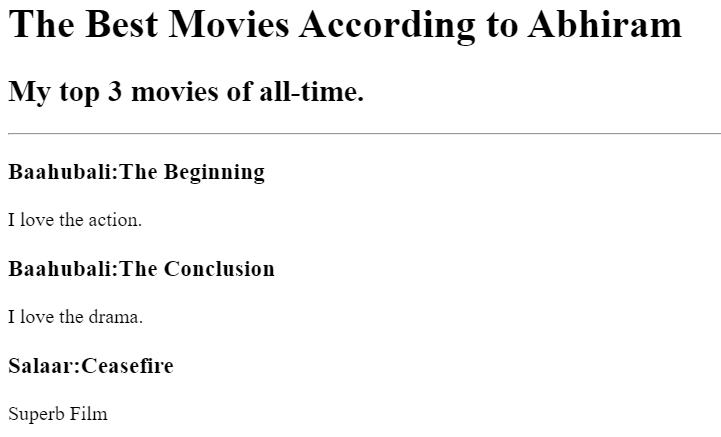 The Best Movies According to Abhiram
My top 3 movies of all-time.
Baahubali:The Beginning
I love the action.
Baahubali:The Conclusion
I love the drama.
Salaar:Ceasefire
Superb Film